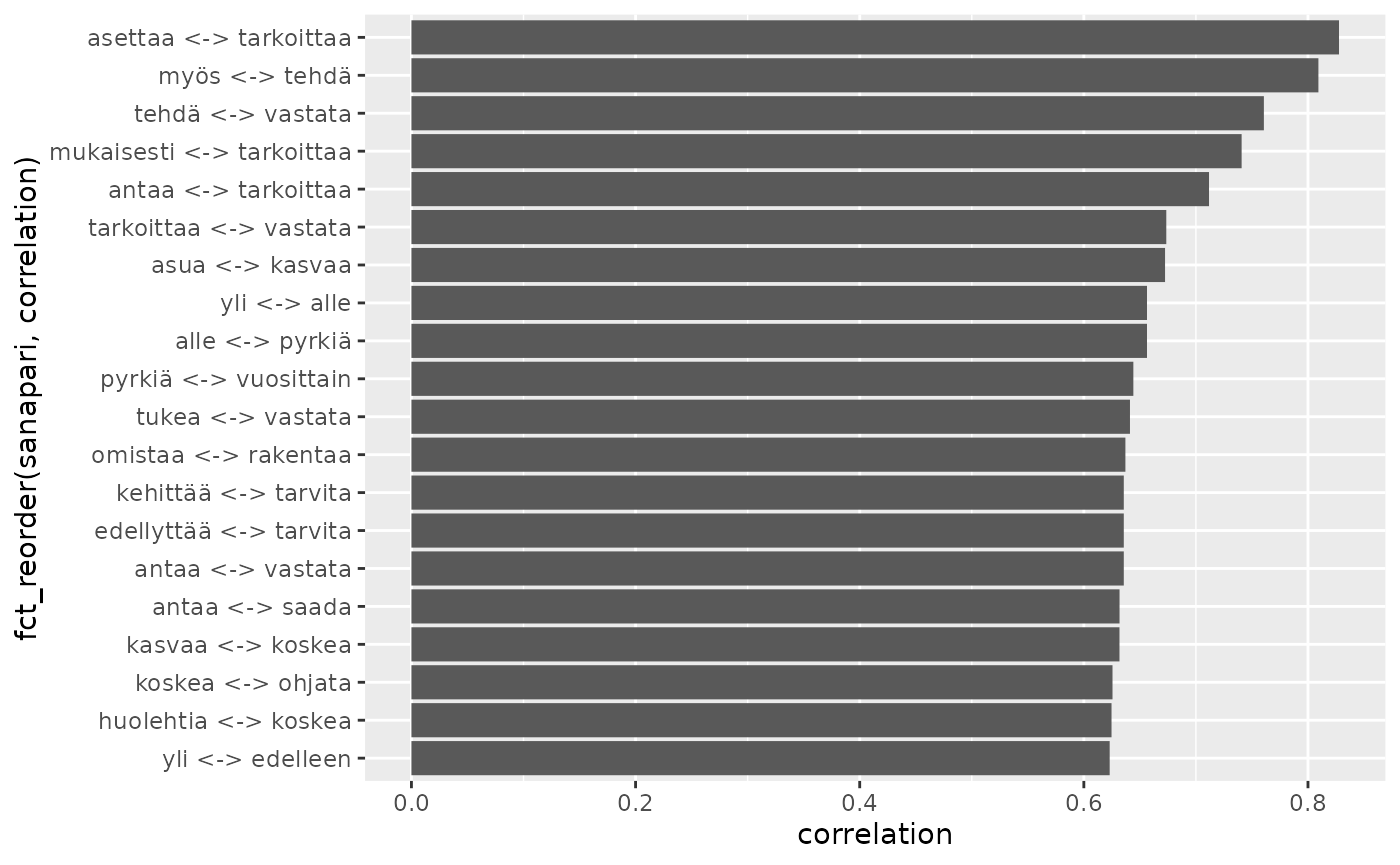 fct_reorder(sanapari, correlation)
asettaa <-> tarkoittaa
myös <-> tehdä
tehdä <-> vastata
mukaisesti <-> tarkoittaa
antaa <-> tarkoittaa
tarkoittaa <-> vastata
asua <-> kasvaa
yli <-> alle
alle <-> pyrkiä
pyrkiä <-> vuosittain
tukea <-> vastata
omistaa <-> rakentaa
kehittää <-> tarvita
edellyttää <-> tarvita
antaa <-> vastata
antaa <-> saada
kasvaa <-> koskea
koskea <-> ohjata
huolehtia <-> koskea
yli <-> edelleen
0.0 0.2 0.4 0.6 0.8
correlation